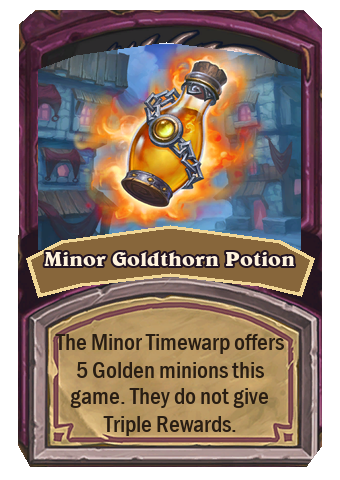 Minor Goldthorn Potion
The Minor Timewarp offers
5 Golden minions this
game. They do not give
Triple Rewards.